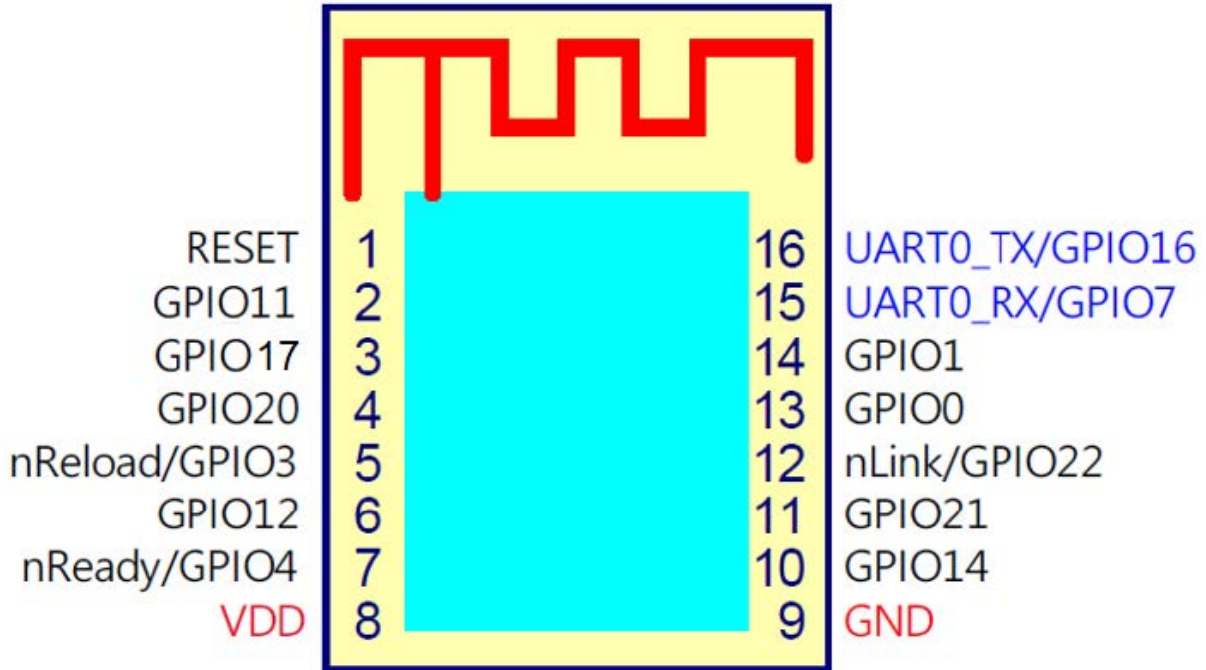 RESET 1 16 UART0_TX/GPIO16
GPIO11 2 15 UART0_RX/GPIO7
GPIO17 3 14 GPIO1
GPIO20 4 13 GPIO0
nReload/GPIO3 5 12 nLink/GPIO22
GPIO12 6 11 GPIO21
nReady/GPIO4 7 10 GPIO14
VDD 8 9 GND